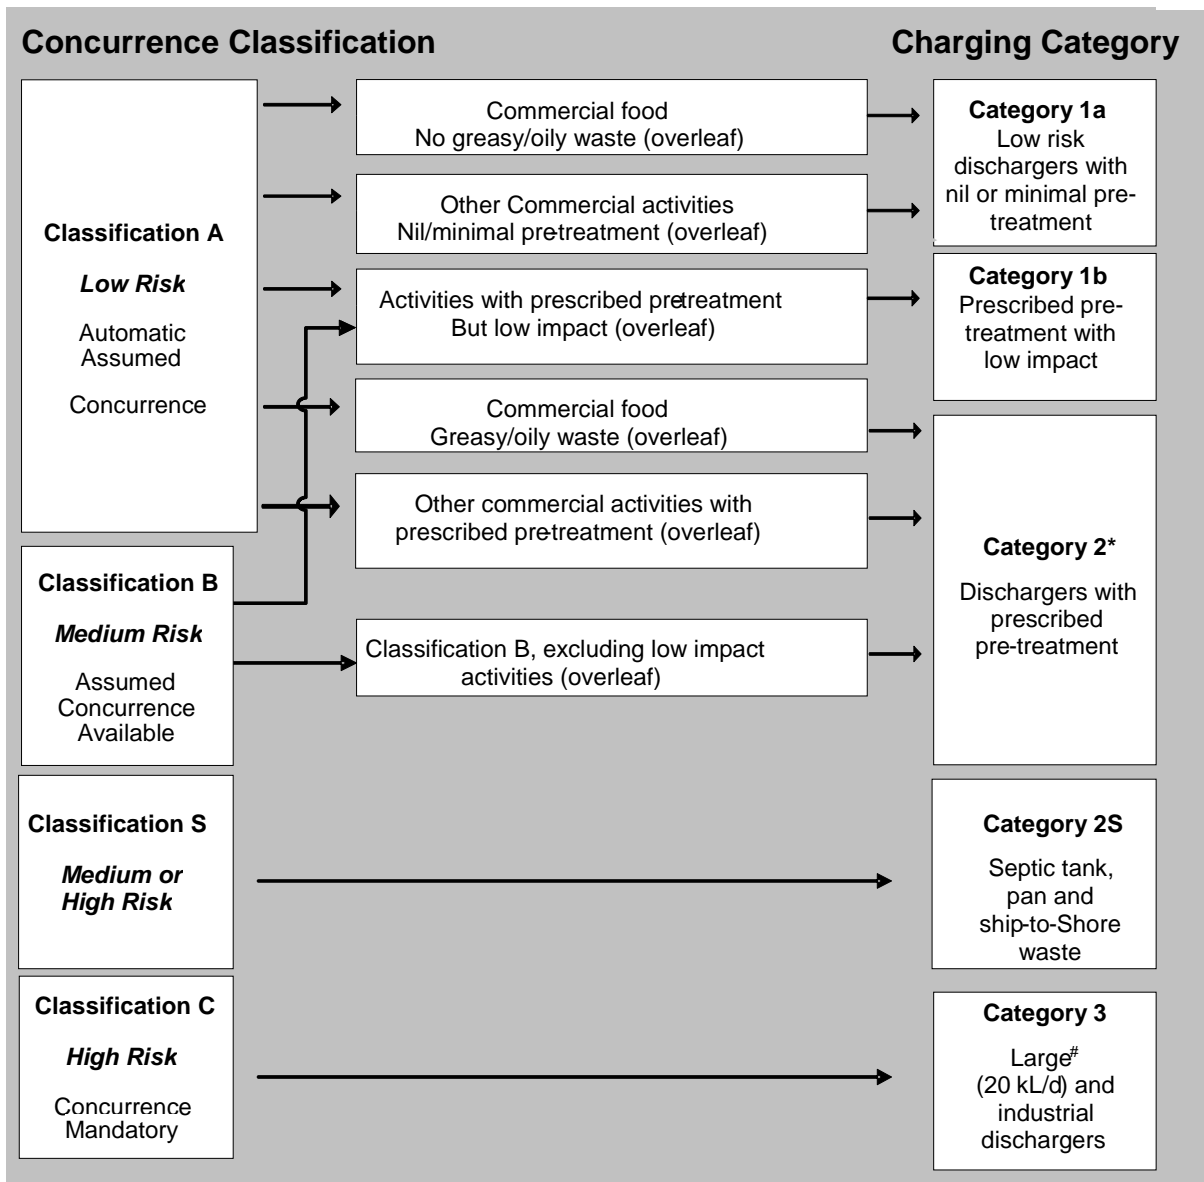 Concurrence Classification
Charging Category
Classification A
Low Risk
Automatic
Assumed
Concurrence
Commercial food
No greasy/oily waste (overleaf)
Other Commercial activities
Nil/minimal pre-treatment (overleaf)
Activities with prescribed pre-treatment
But low impact (overleaf)
Commercial food
Greasy/oily waste (overleaf)
Other commercial activities with
prescribed pre-treatment (overleaf)
Category 1a
Low risk
dischargers with
nil or minimal pre-
treatment
Category 1b
Prescribed pre-
treatment with
low impact
Classification B
Medium Risk
Assumed
Concurrence
Available
Classification B, excluding low impact
activities (overleaf)
Category 2*
Dischargers with
prescribed
pre-treatment
Classification S
Medium or
High Risk
Category 2S
Septic tank,
pan and
ship-to-Shore
waste
Classification C
High Risk
Concurrence
Mandatory
Category 3
Large#
(20 kL/d) and
industrial
dischargers